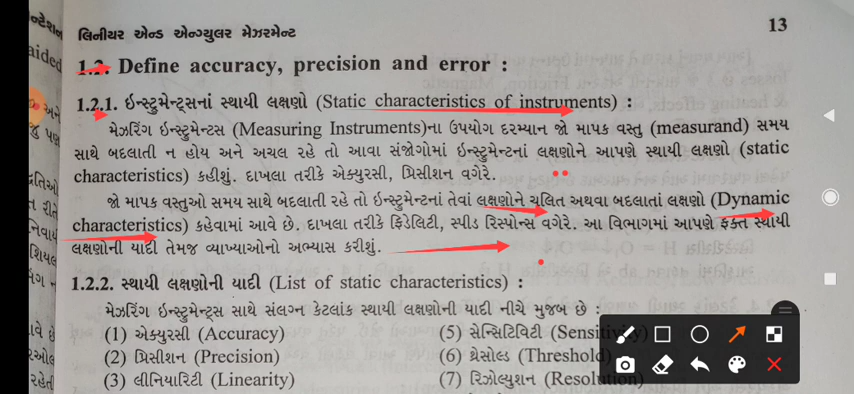 લિનીયર એન્ડ એન્ગ્યુલર મેઝરમેન્ટ
13
1.2. Define accuracy, precision and error :
1.2.1. ઇન્સ્ટ્રુમેન્ટ્સનાં સ્થાયી લક્ષણો (Static characteristics of instruments) :
મેઝરિંગ ઇન્સ્ટ્રુમેન્ટસ (Measuring Instruments)ના ઉપયોગ દરમ્યાન જો માપક વસ્તુ (measurand) સમય
સાથે બદલાતી ન હોય અને અચલ રહે તો આવા સંજોગોમાં ઇન્સ્ટ્રુમેન્ટનાં લક્ષણોને આપણે સ્થાયી લક્ષણો (static
characteristics) કહીશું. દાખલા તરીકે એક્યુરસી, પ્રિસીશન વગેરે.
જો માપક વસ્તુઓ સમય સાથે બદલાતી રહે તો ઇન્સ્ટ્રુમેન્ટનાં તેવાં લક્ષણોને ચલિત અથવા બદલાતાં લક્ષણો (Dynamic
characteristics) કહેવામાં આવે છે. દાખલા તરીકે ફિડેલિટી, સ્પીડ રિસ્પોન્સ વગેરે. આ વિભાગમાં આપણે ફક્ત સ્થાયી
લક્ષણોની યાદી તેમજ વ્યાખ્યાઓનો અભ્યાસ કરીશું.
1.2.2. સ્થાયી લક્ષણોની યાદી (List of static characteristics) :
મેઝરિંગ ઇન્સ્ટ્રુમેન્ટ્સ સાથે સંલગ્ન કેટલાંક સ્થાયી લક્ષણોની યાદી નીચે મુજબ છે :
(1) એક્યુરસી (Accuracy)
(2) પ્રિસીશન (Precision)
(3) લીનિયારિટી (Linearity)
(5) સેન્સિટિવિટી (Sensitivity)
(6) થ્રેસોલ્ડ (Threshold)
(7) રિઝોલ્યુશન (Resolution)
aided